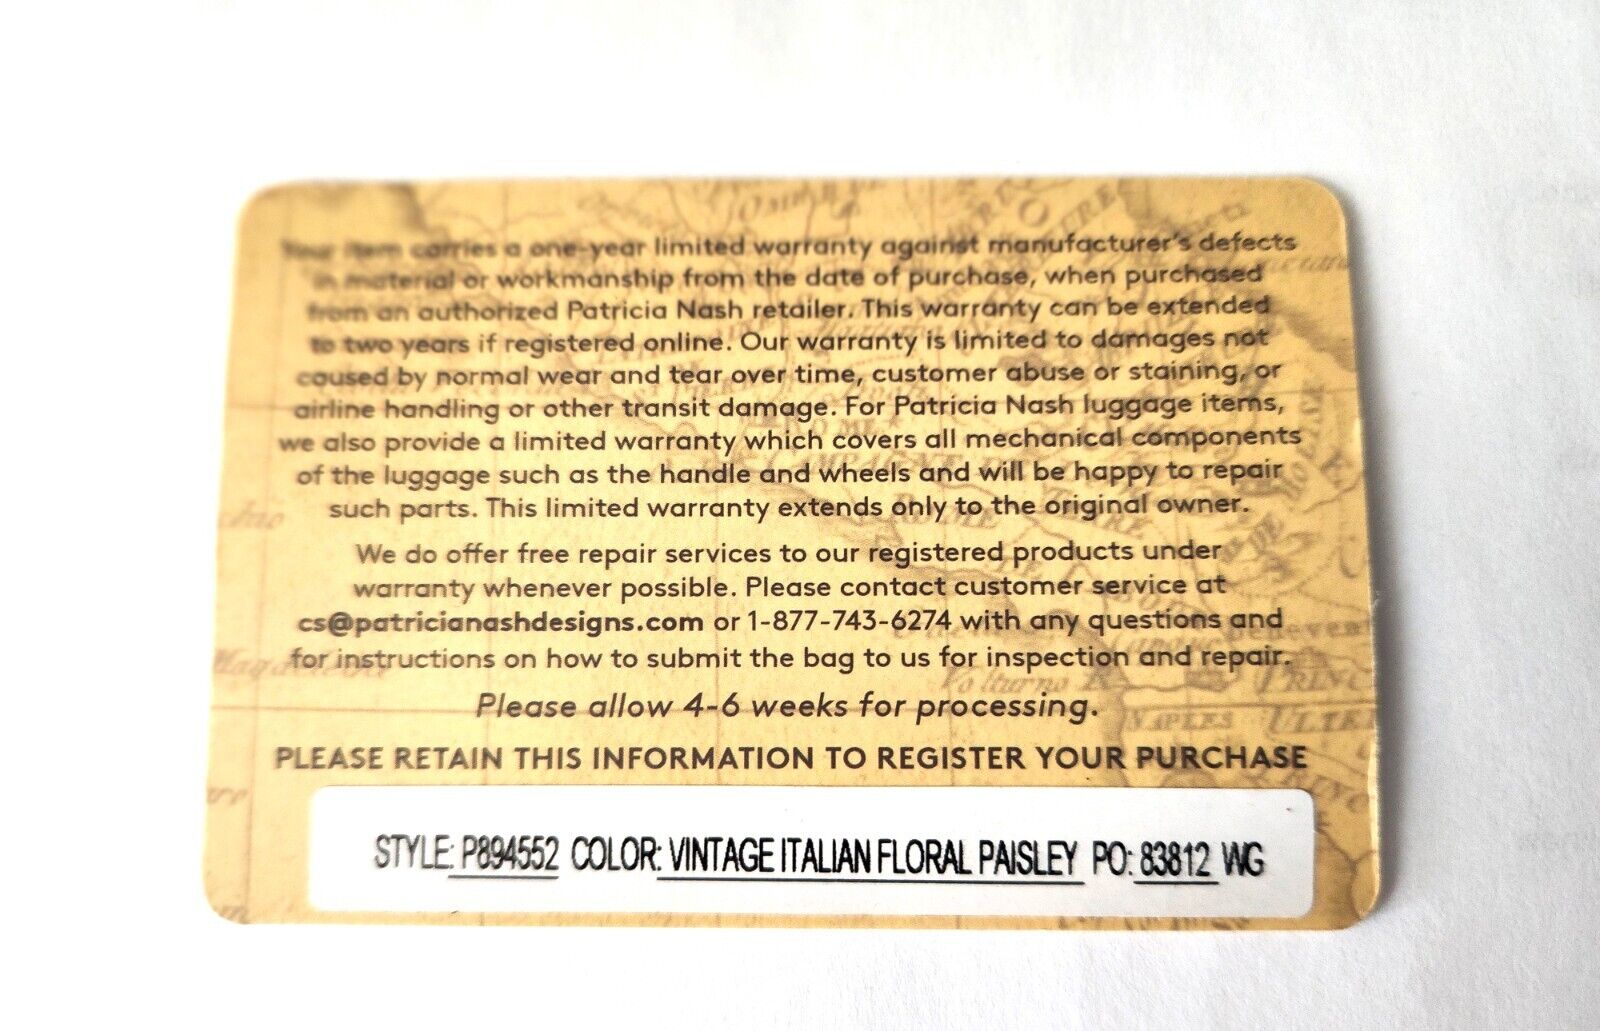 Your item carries a one-year limited warranty against manufacturer's defects
in material or workmanship from the date of purchase, when purchased
from an authorized Patricia Nash retailer. This warranty can be extended
to two years if registered online. Our warranty is limited to damages not
caused by normal wear and tear over time, customer abuse or staining, or
airline handling or other transit damage. For Patricia Nash luggage items,
we also provide a limited warranty which covers all mechanical components
of the luggage such as the handle and wheels and will be happy to repair
such parts. This limited warranty extends only to the original owner.
We do offer free repair services to our registered products under
warranty whenever possible. Please contact customer service at
cs@patricianashdesigns.com or 1-877-743-6274 with any questions and
for instructions on how to submit the bag to us for inspection and repair.
Please allow 4-6 weeks for processing.
Volturno
NAPLES
PLEASE RETAIN THIS INFORMATION TO REGISTER YOUR PURCHASE
STYLE: P894552 COLOR: VINTAGE ITALIAN FLORAL PAISLEY PO: 83812 WG